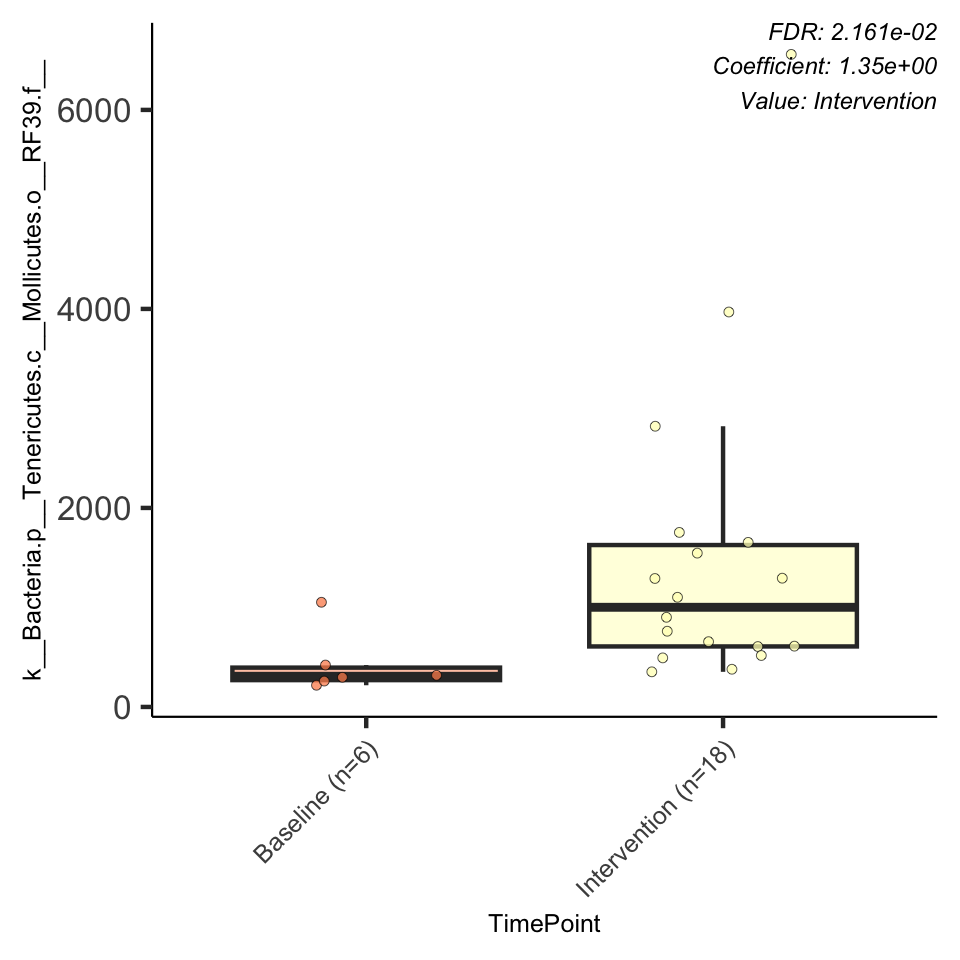 FDR: 2.161e-02
Coefficient: 1.35e+00
Value: Intervention
k__Bacteria.p__Tenericutes.c__Mollicutes.o__RF39.f__
6000
4000
2000
0
Baseline (n=6)
Intervention (n=18)
TimePoint